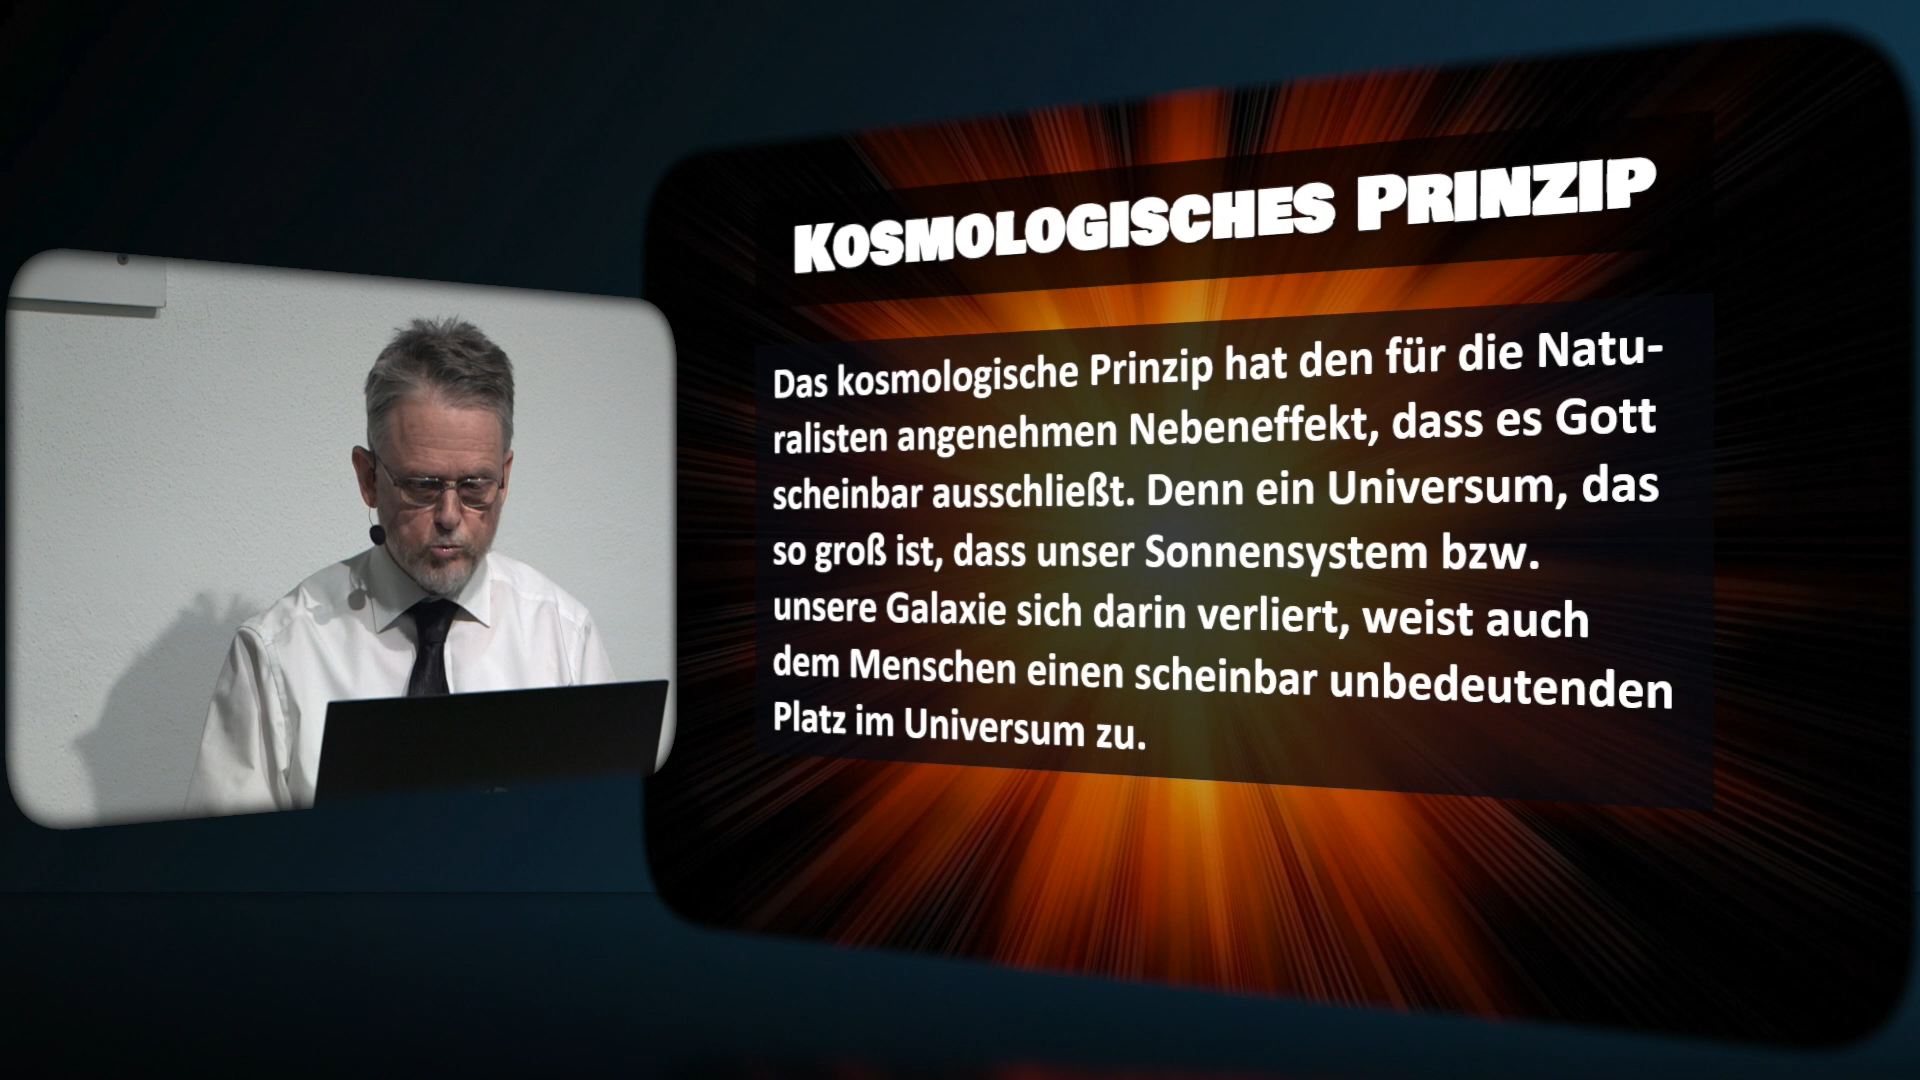 Kosmologisches Prinzip
Das kosmologische Prinzip hat den für die Natu-
ralisten angenehmen Nebeneffekt, dass es Gott
scheinbar ausschließt. Denn ein Universum, das
so groß ist, dass unser Sonnensystem bzw.
unsere Galaxie sich darin verliert, weist auch
dem Menschen einen scheinbar unbedeutenden
Platz im Universum zu.